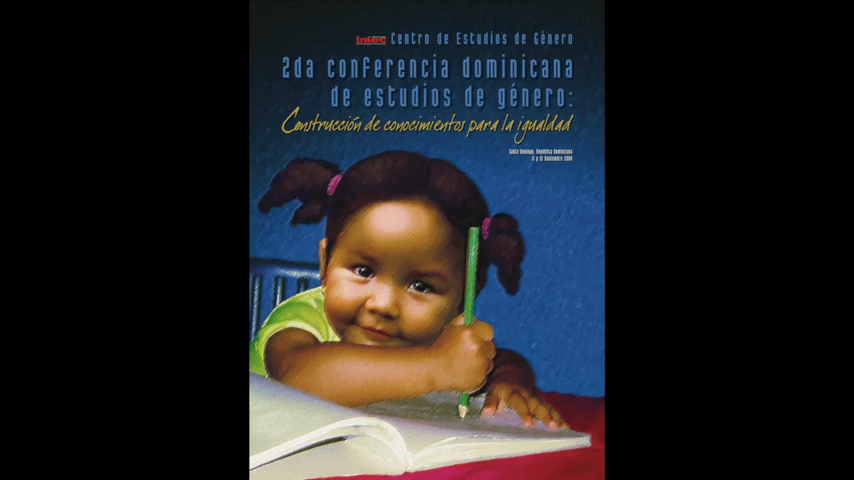 intec Centro de Estudios de Género
2da conferencia dominicana
de estudios de género:
Construcción de conocimientos para la igualdad
Santo Domingo, República Dominicana